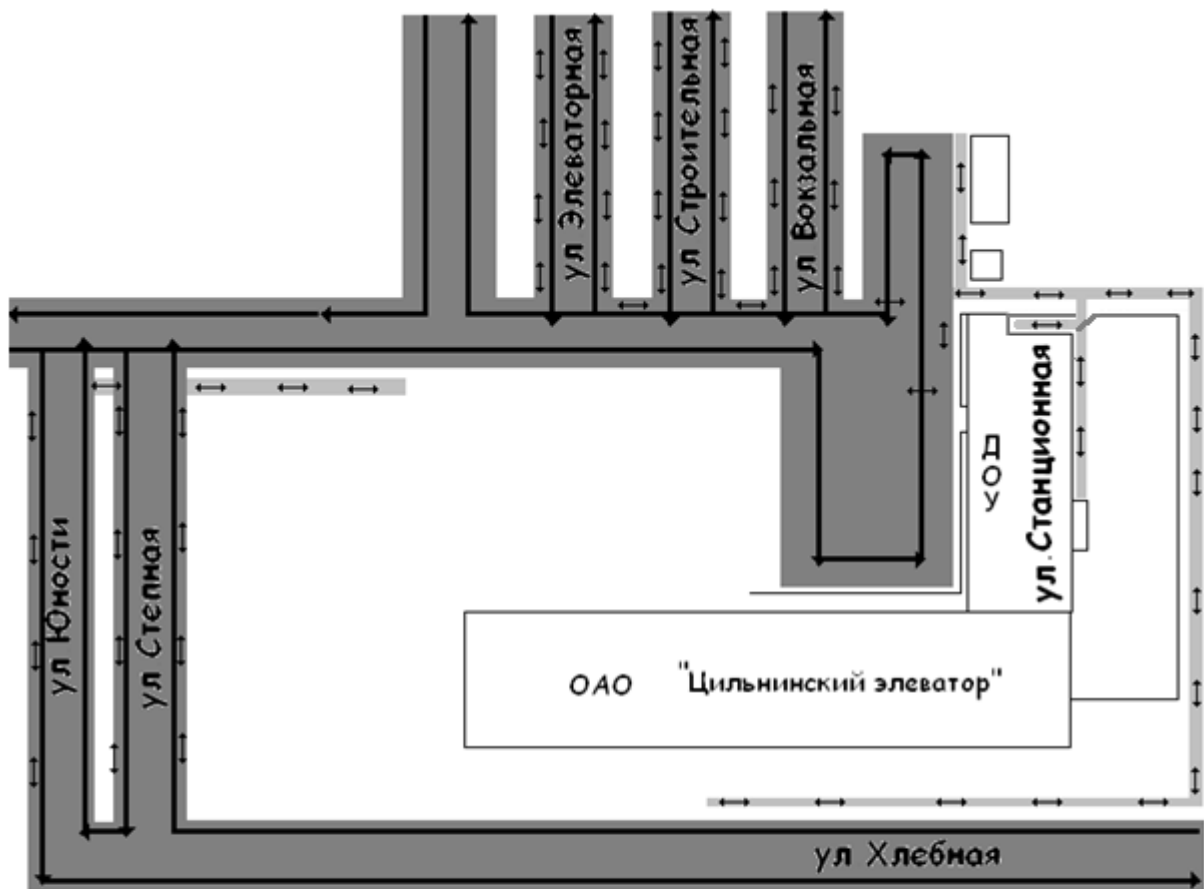 ул Элеваторная
ул Строительная
ул Вокзальная
ДОУ
ул.Станционная
ул Юности
ул Степная
ОАО "Цильнинский элеватор"
ул Хлебная